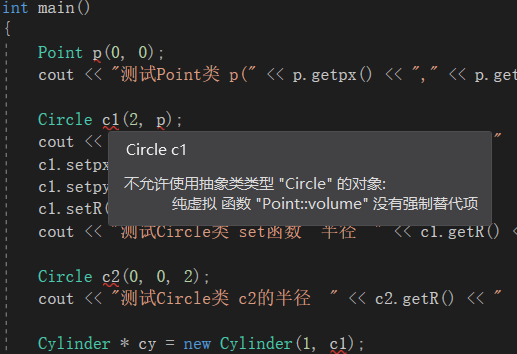 int main()
{
Point p(0, 0);
cout << "测试Point类 p(" << p.getpx() << "," << p.get
Circle c1(2, p);
cout <<
Circle c1
c1.setpx
不允许使用抽象类类型 "Circle" 的对象:
c1.setpy
纯虚拟 函数 "Point::volume" 没有强制替代项
c1.setR(
cout << "测试Circle类 set函数 半径 " << c1.getR() <
Circle c2(0, 0, 2);
cout << "测试Circle类 c2的半径 " << c2.getR() << "
Cylinder * cy = new Cylinder(1, c1);